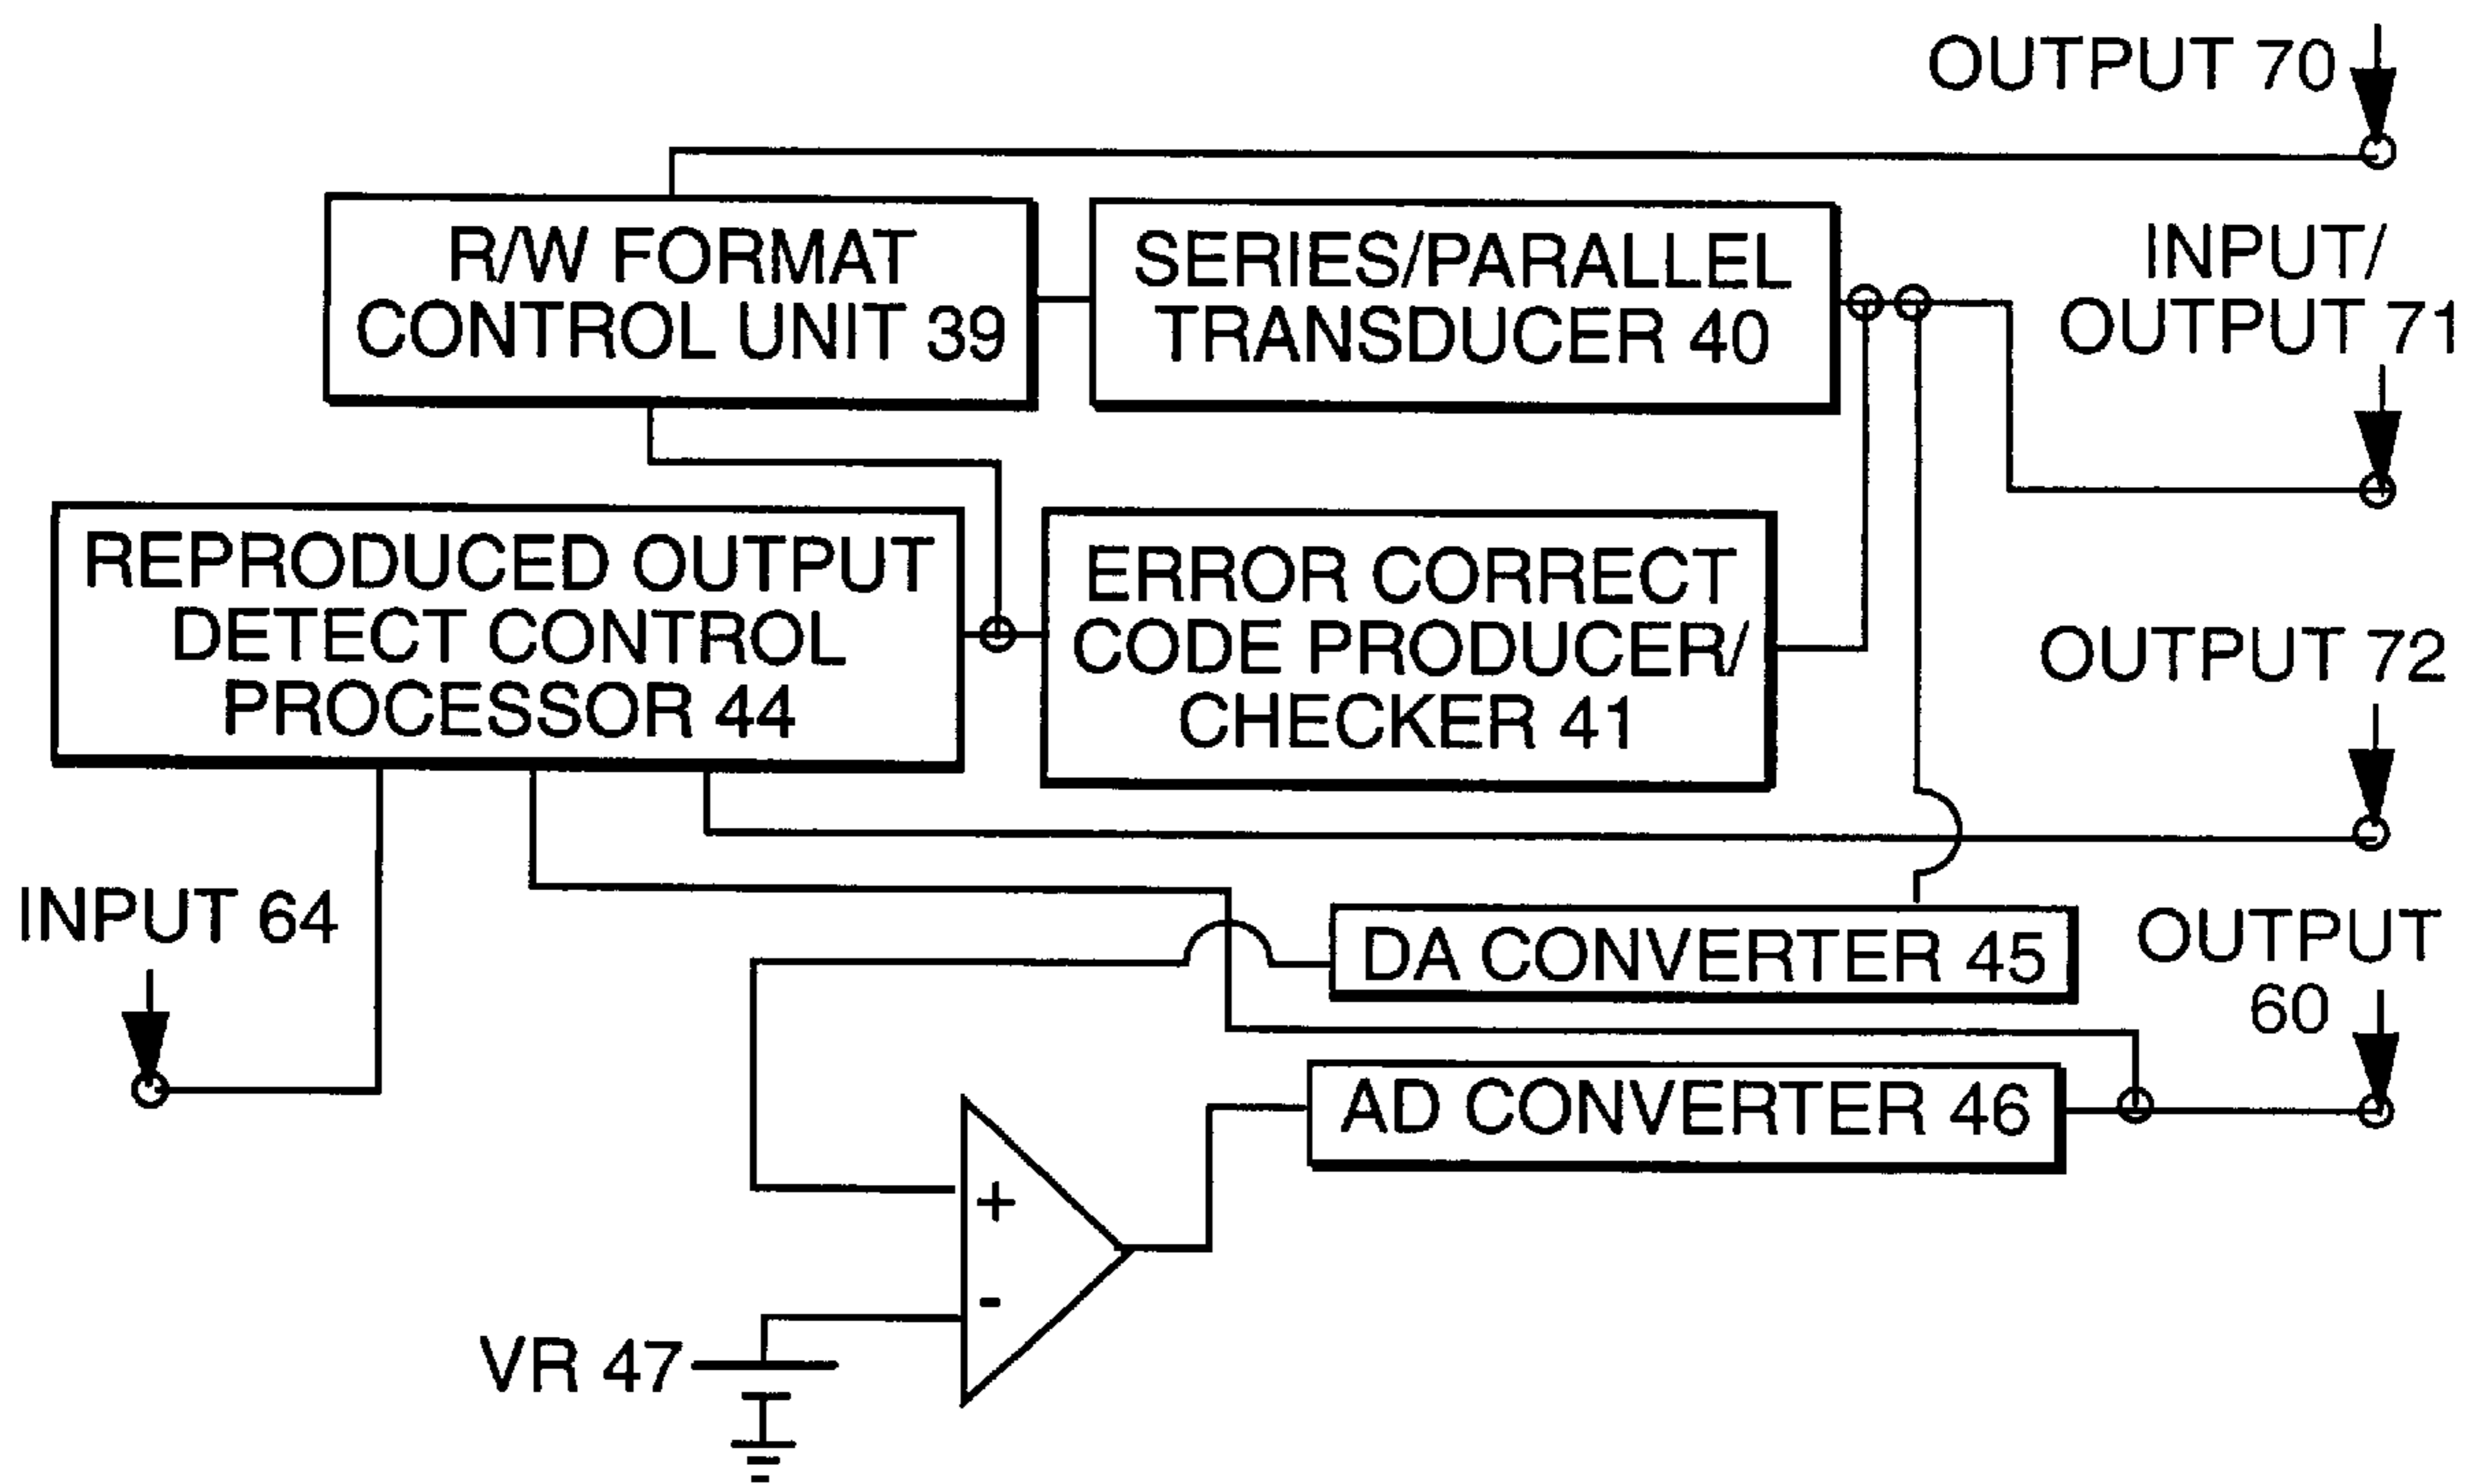 OUTPUT 70
R/W FORMAT
CONTROL UNIT 39
SERIES/PARALLEL
TRANSDUCER 40
INPUT/
OUTPUT 71
REPRODUCED OUTPUT
DETECT CONTROL
PROCESSOR 44
ERROR CORRECT
CODE PRODUCER/
CHECKER 41
OUTPUT 72
INPUT 64
DA CONVERTER 45
OUTPUT
60
AD CONVERTER 46
+
-
VR 47